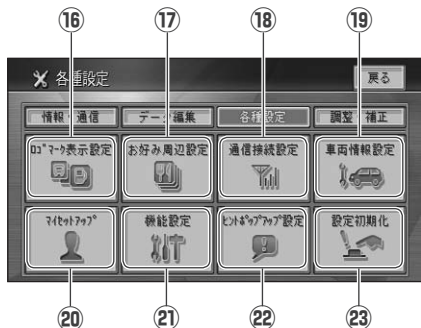 ⑯ ⑰ ⑱ ⑲
各種設定 戻る
情報・通信 データ編集 各種設定 調整・補正
ﾛｺﾞﾏｰｸ表示設定 お好み周辺設定 通信接続設定 車両情報設定
ﾏｲｾｯﾄｱｯﾌﾟ 機能設定 ﾋﾝﾄﾎﾟｯﾌﾟｱｯﾌﾟ設定 設定初期化
⑳ ㉑ ㉒ ㉓